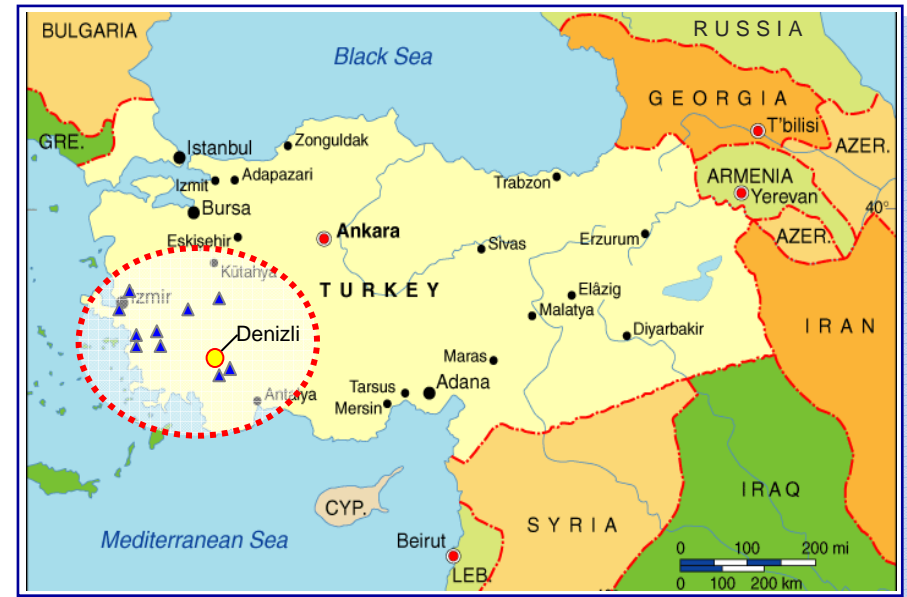 BULGARIA
Black Sea
RUSSIA
GEORGIA
T'bilisi
GRE.
Istanbul
Zonguldak
AZER.
Izmit
Adapazari
Trabzon
ARMENIA
Yerevan
Bursa
40°
Eskisehir
Ankara
Sivas
Erzurum
AZER.
Kütahya
TURKEY
Izmir
Elâzig
Malatya
IRAN
Denizli
Diyarbakir
Maras
Antalya
Tarsus
Adana
Mersin
IRAQ
CYP.
SYRIA
Mediterranean Sea
Beirut
LEB.
0 100 200 mi
0 100 200 km